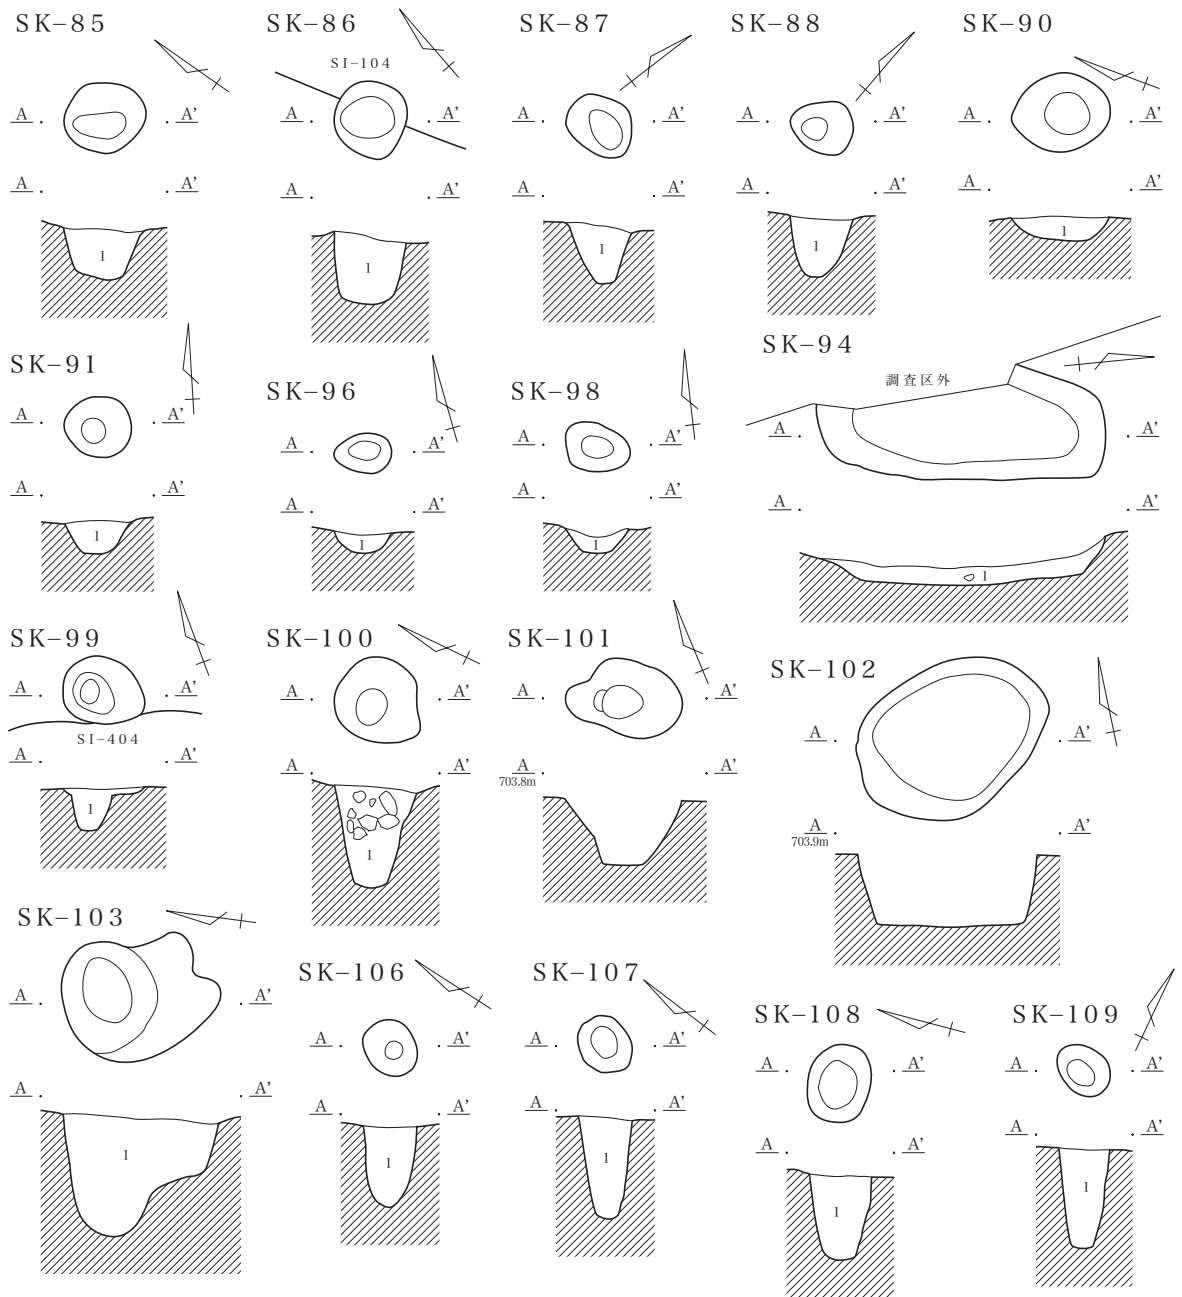 SK–85
A A'
A A'
1
SK–86
SI–104
A A'
A A'
1
SK–87
A A'
A A'
1
SK–88
A A'
A A'
1
SK–90
A A'
A A'
1
SK–91
A A'
A A'
1
SK–96
A A'
A A'
1
SK–98
A A'
A A'
1
SK–94
調査区外
A A'
A A'
1
SK–99
A A'
SI–404
A A'
1
SK–100
A A'
A A'
1
SK–101
A A'
A A'
703.8m
SK–102
A A'
A A'
703.9m
SK–103
A A'
A A'
1
SK–106
A A'
A A'
1
SK–107
A A'
A A'
1
SK–108
A A'
A A'
1
SK–109
A A'
A A'
1